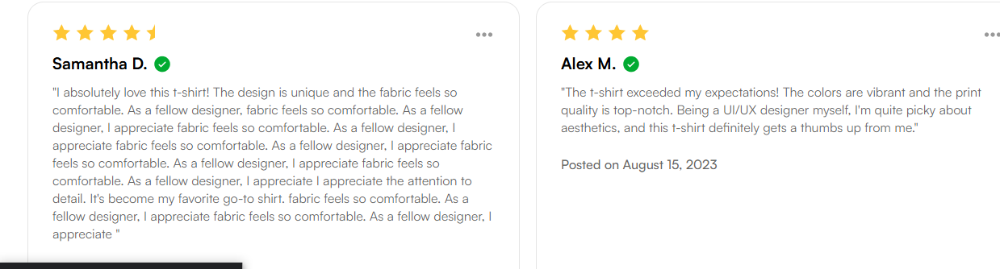 Samantha D.
"I absolutely love this t-shirt! The design is unique and the fabric feels so
comfortable. As a fellow designer, fabric feels so comfortable. As a fellow
designer, I appreciate fabric feels so comfortable. As a fellow designer, I
appreciate fabric feels so comfortable. As a fellow designer, I appreciate fabric
feels so comfortable. As a fellow designer, I appreciate fabric feels so
comfortable. As a fellow designer, I appreciate I appreciate the attention to
detail. It's become my favorite go-to shirt. fabric feels so comfortable. As a
fellow designer, I appreciate fabric feels so comfortable. As a fellow designer, I
appreciate "
Alex M.
"The t-shirt exceeded my expectations! The colors are vibrant and the print
quality is top-notch. Being a UI/UX designer myself, I'm quite picky about
aesthetics, and this t-shirt definitely gets a thumbs up from me."
Posted on August 15, 2023